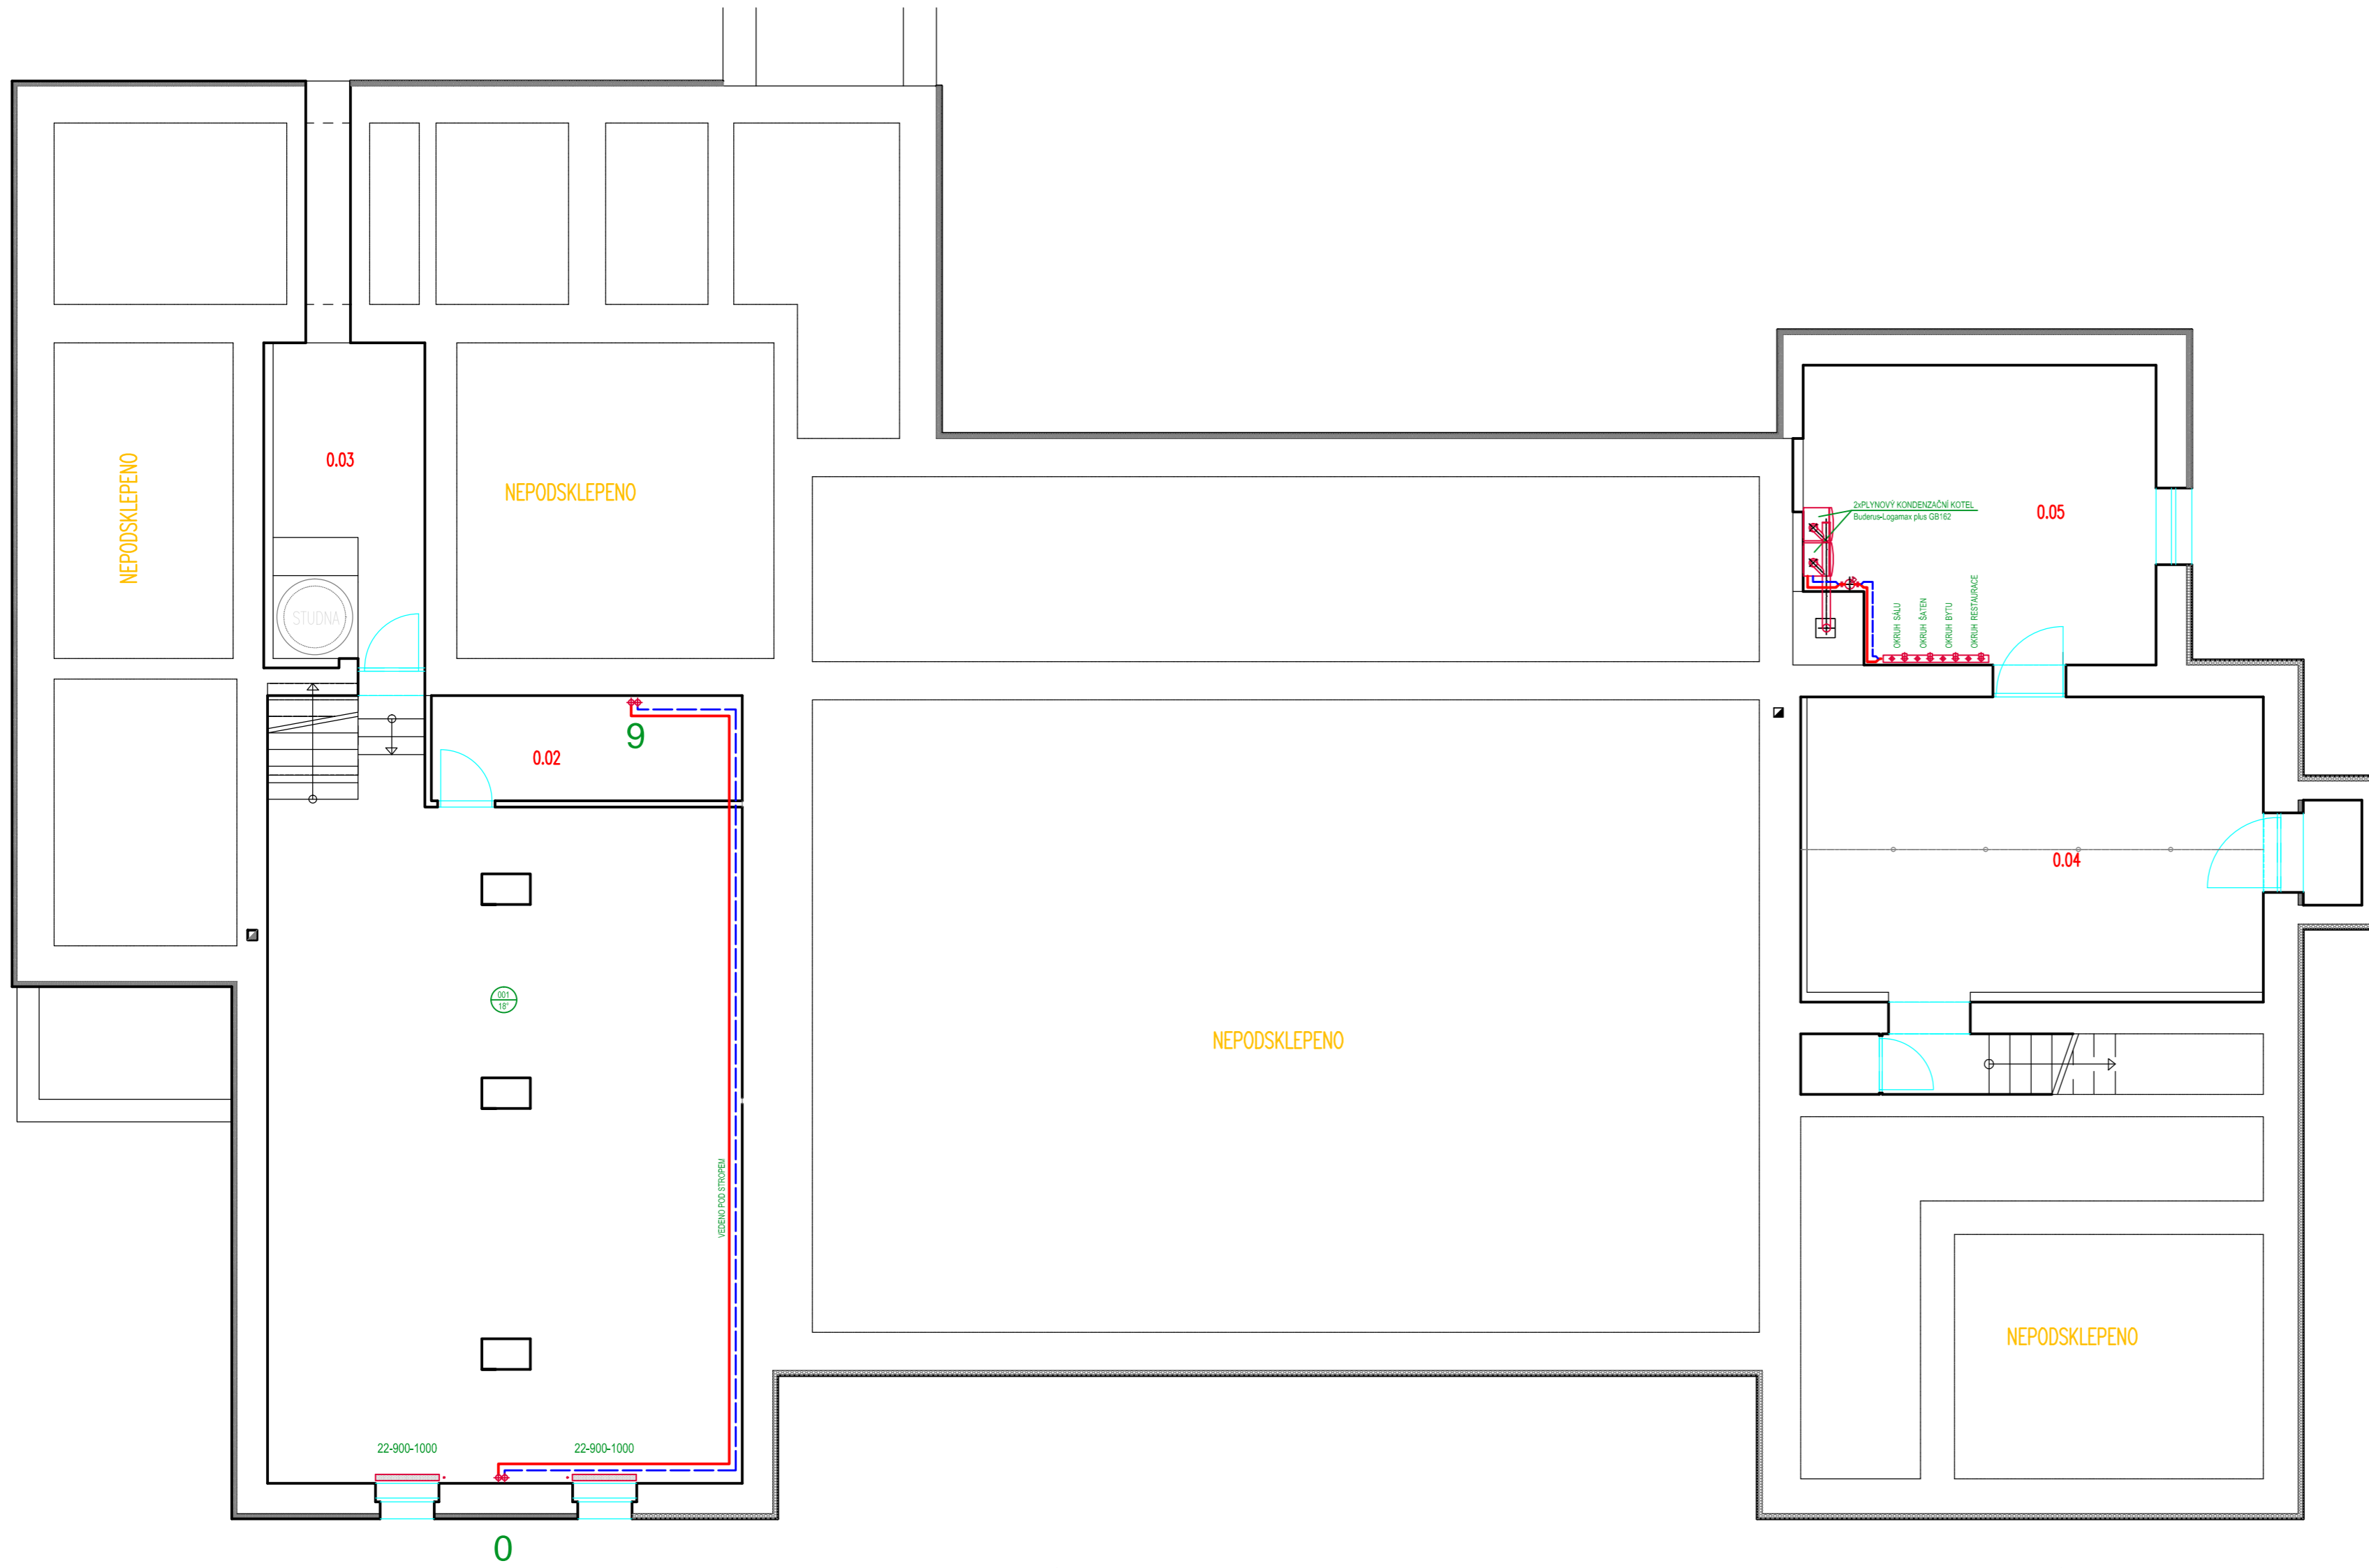 0.03
NEPODSKLEPENO
NEPODSKLEPENO
STUDNA
2xPLYNOVÝ KONDENZAČNÍ KOTEL
Buderus-Logamax plus GB162
0.05
OKRUH SÁLU
OKRUH ŠATEN
OKRUH BYTU
OKRUH RESTAURACE
9
0.02
0.04
001
18°
NEPODSKLEPENO
VEDENO POD STROPEM
NEPODSKLEPENO
22-900-1000
22-900-1000
0